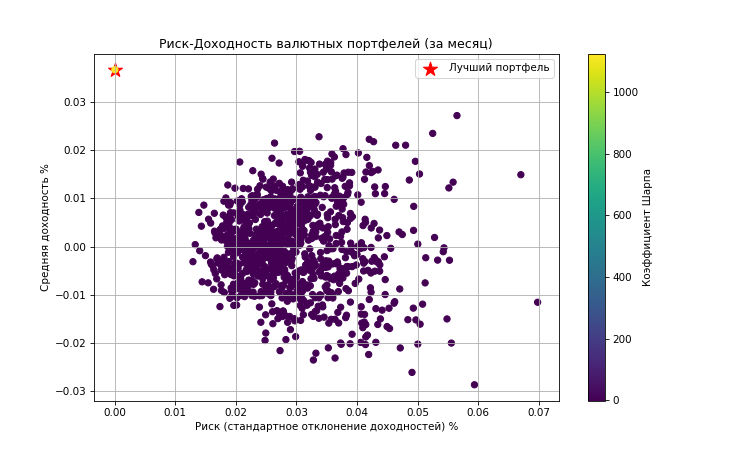 Риск-Доходность валютных портфелей (за месяц)
Лучший портфель
Средняя доходность %
0.03
0.02
0.01
0.00
−0.01
−0.02
−0.03
0.00 0.01 0.02 0.03 0.04 0.05 0.06 0.07
Риск (стандартное отклонение доходностей) %
1000
800
600
400
200
0
Коэффициент Шарпа